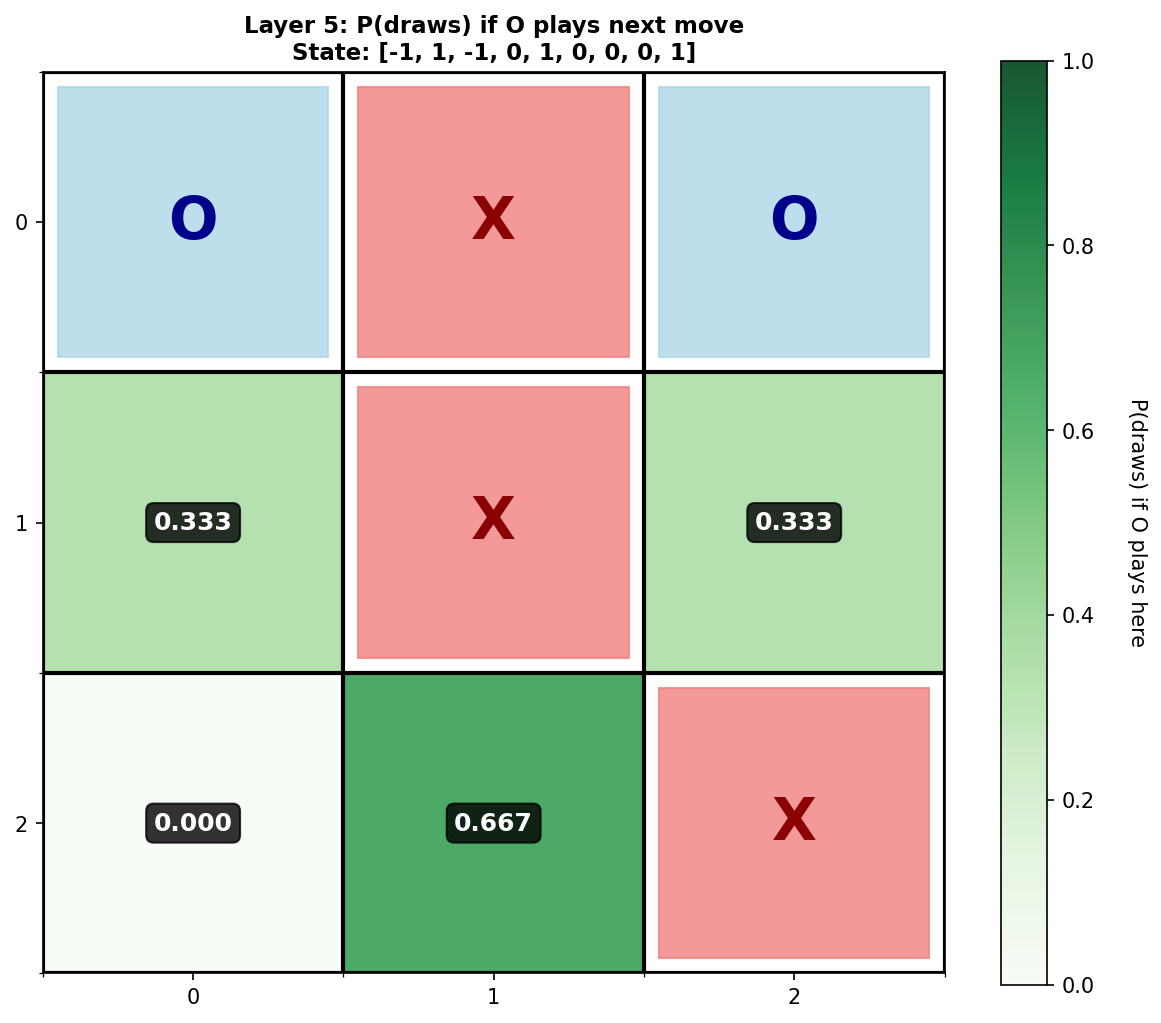 Layer 5: P(draws) if O plays next move
State: [-1, 1, -1, 0, 1, 0, 0, 0, 1]
O X O
0.333 X 0.333
0.000 0.667 X
0
1
2
0 1 2
1.0
0.8
0.6
0.4
0.2
0.0
P(draws) if O plays here